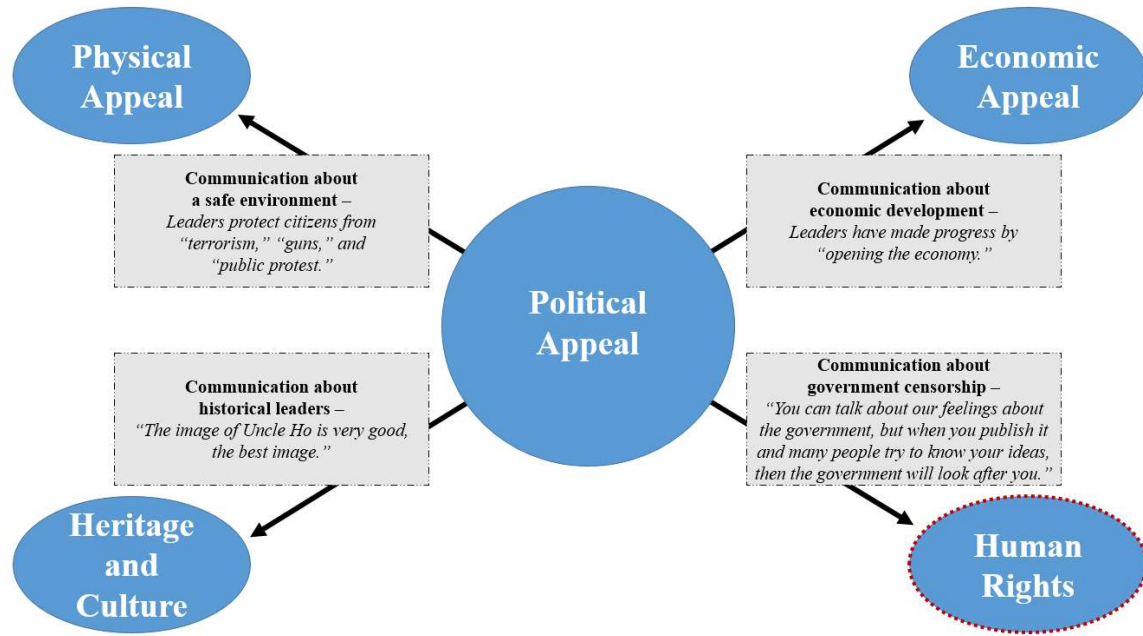 Physical
Appeal
Economic
Appeal
Communication about
a safe environment –
Leaders protect citizens from
“terrorism,” “guns,” and
“public protest.”
Communication about
economic development –
Leaders have made progress by
“opening the economy.”
Political
Appeal
Communication about
historical leaders –
“The image of Uncle Ho is very good,
the best image.”
Communication about
government censorship –
“You can talk about our feelings about
the government, but when you publish it
and many people try to know your ideas,
then the government will look after you.”
Heritage
and
Culture
Human
Rights